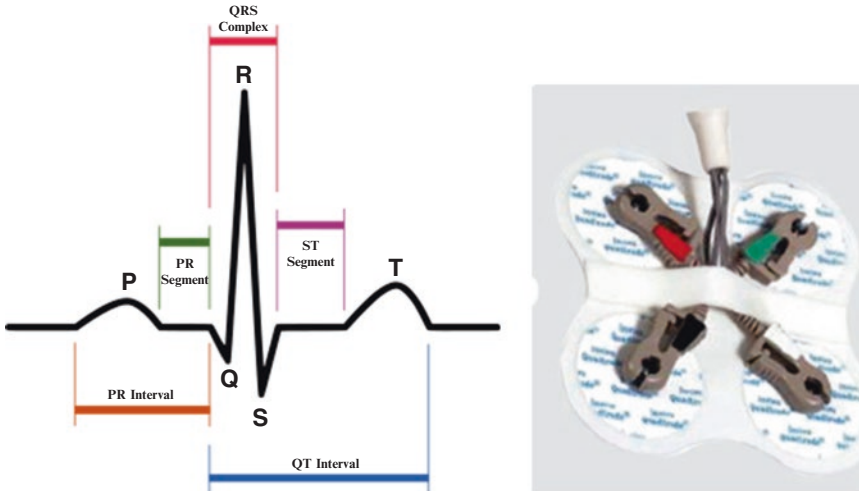 QRS
Complex
R
P
PR
Segment
ST
Segment
T
Q
S
PR Interval
QT Interval